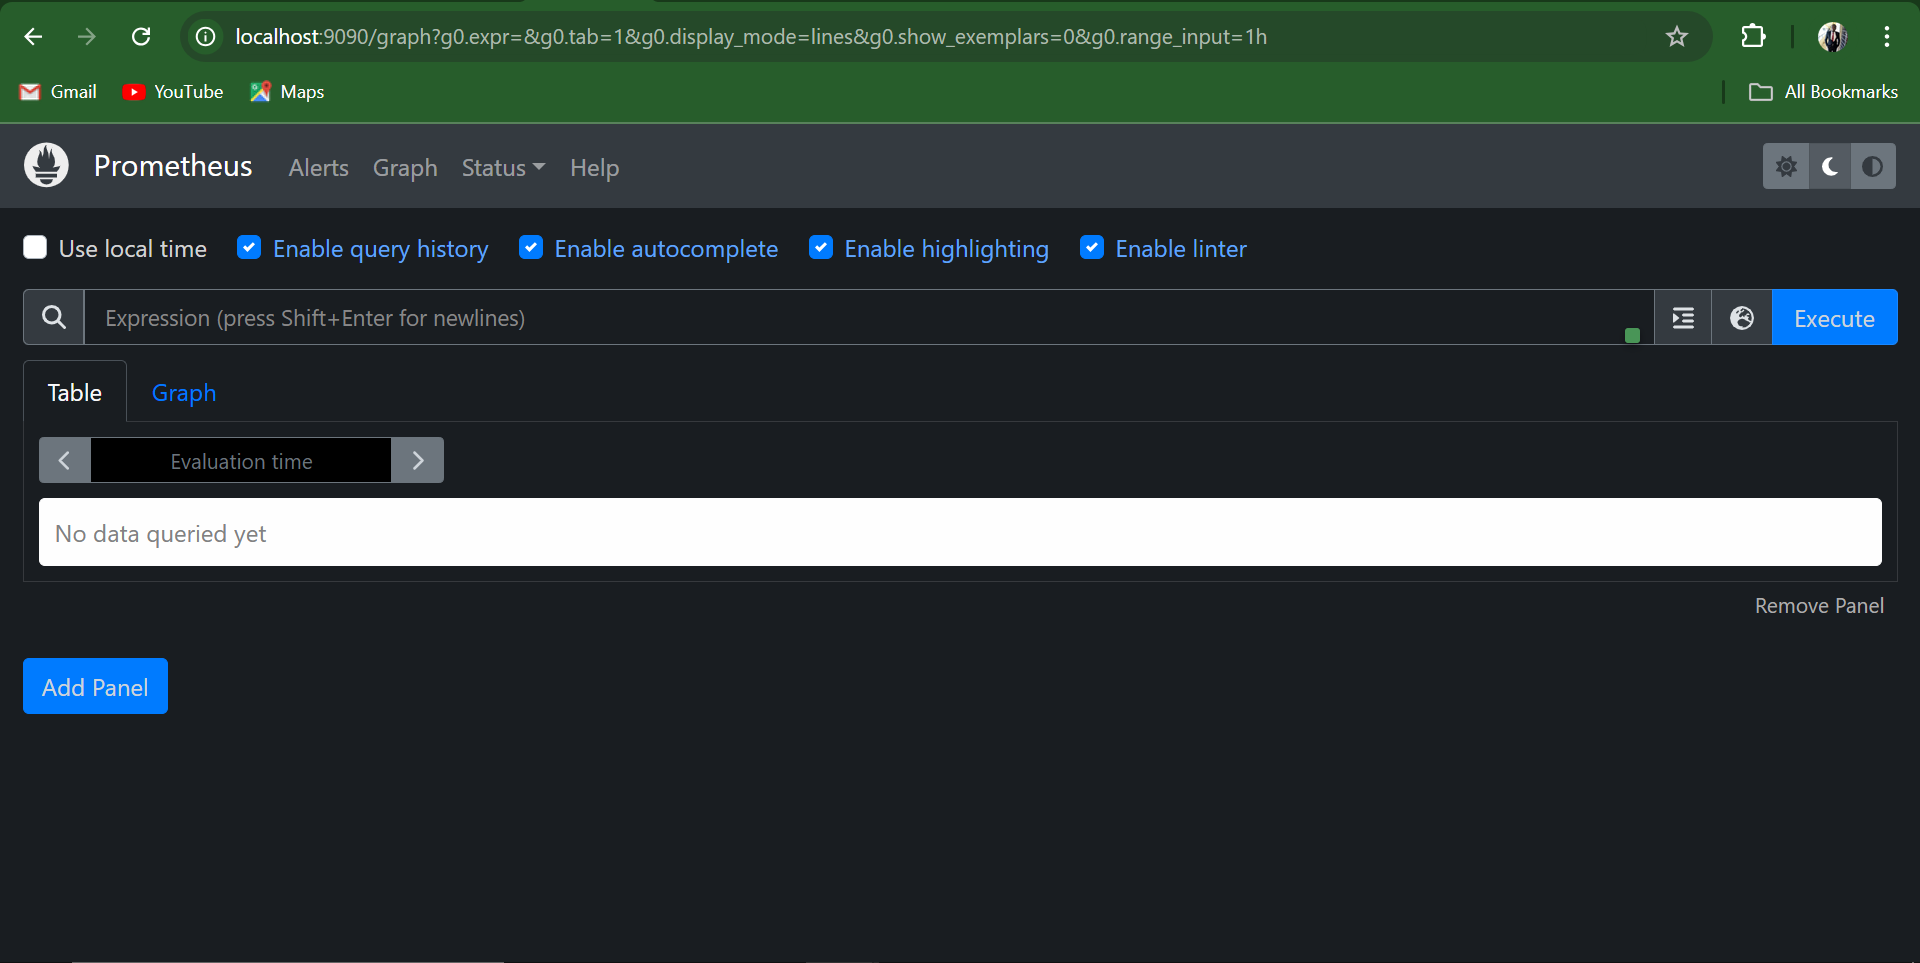 localhost:9090/graph?g0.expr=&g0.tab=1&g0.display_mode=lines&g0.show_exemplars=0&g0.range_input=1h
Gmail YouTube Maps All Bookmarks
Prometheus Alerts Graph Status Help
Use local time Enable query history Enable autocomplete Enable highlighting Enable linter
Expression (press Shift+Enter for newlines) Execute
Table Graph
Evaluation time
No data queried yet
Remove Panel
Add Panel